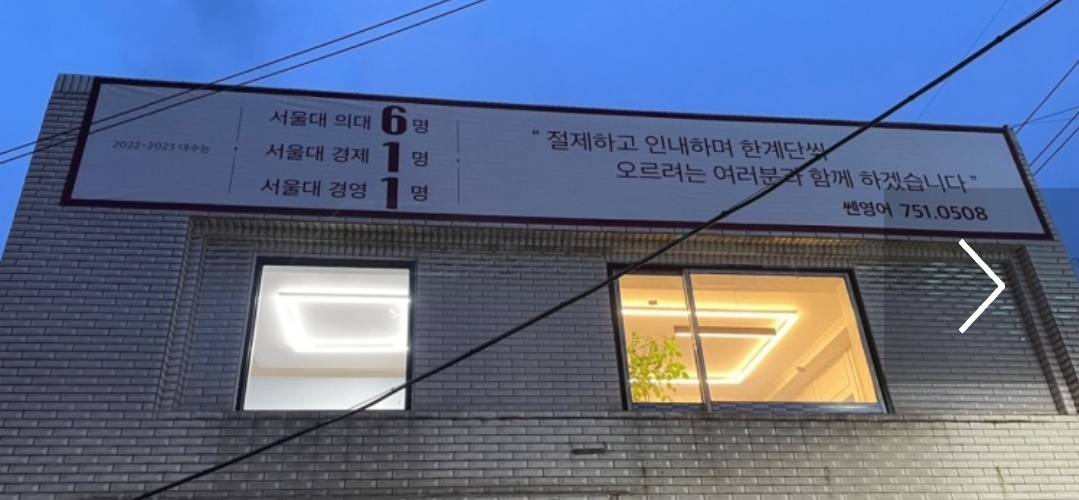 2022-2023 대수능
서울대 의대 6명
서울대 경제 1명
서울대 경영 1명
“ 절제하고 인내하며 한계단씩
오르려는 여러분과 함께 하겠습니다 ”
쎈영어 751.0508